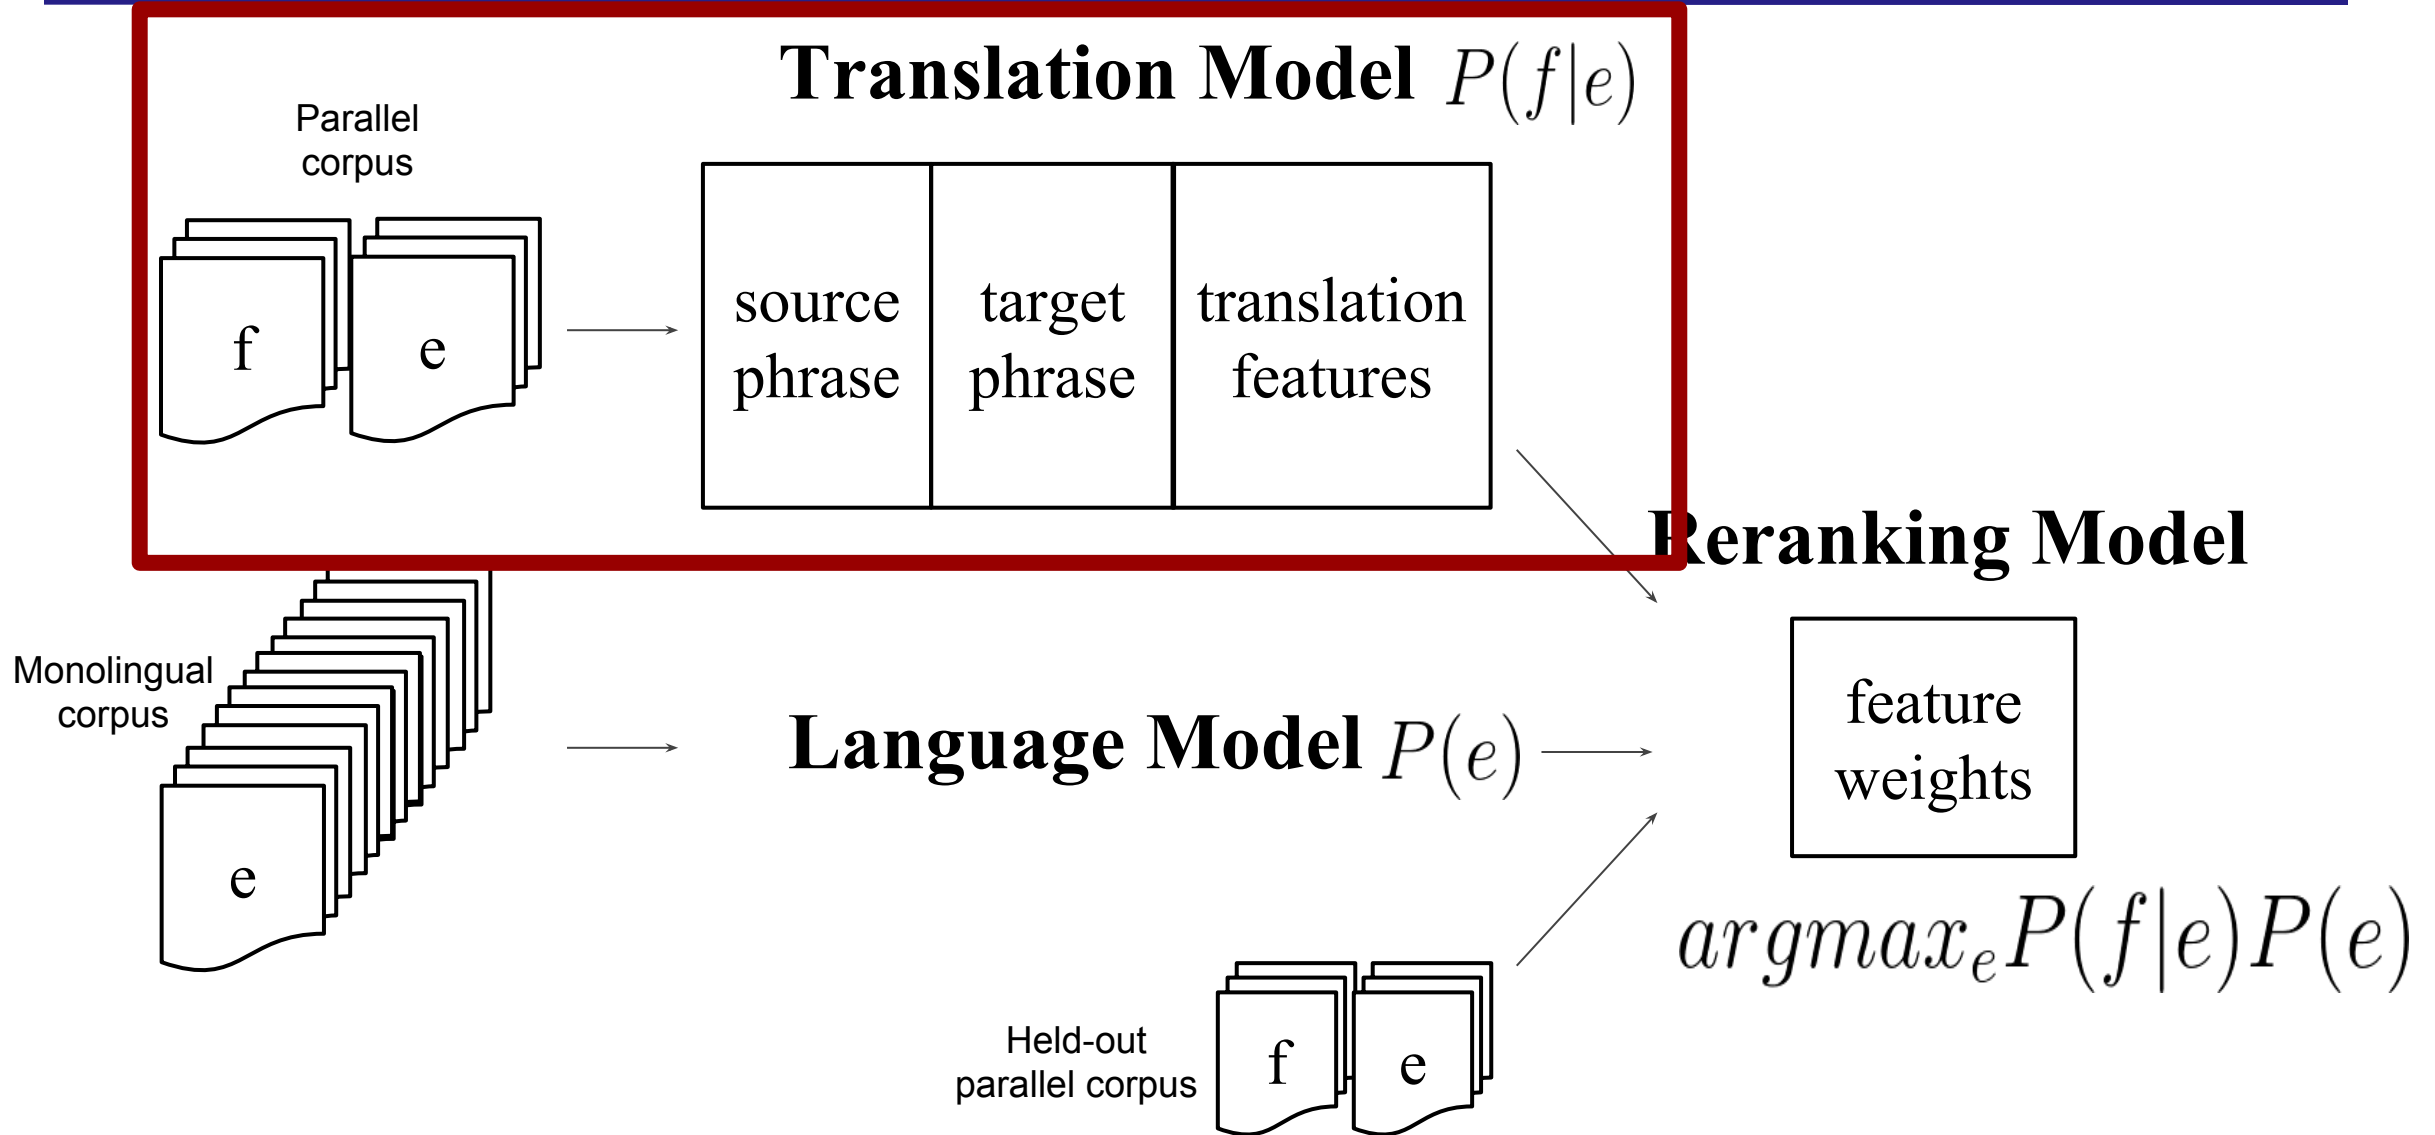 Translation Model P(f|e)
Parallel
corpus
f
e
source
phrase
target
phrase
translation
features
Reranking Model
Monolingual
corpus
e
Language Model P(e)
feature
weights
argmaxₑP(f|e)P(e)
Held-out
parallel corpus
f
e